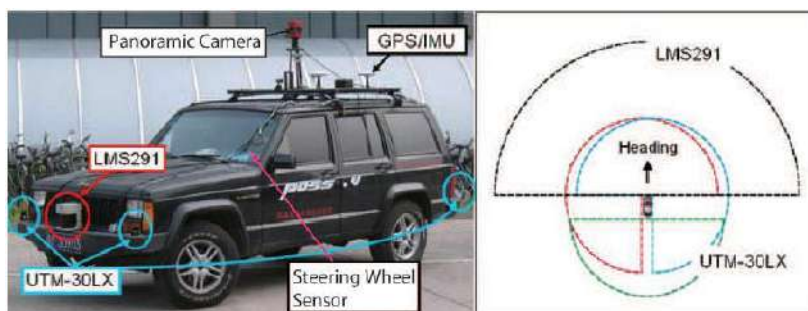 Panoramic Camera
GPS/IMU
LMS291
poss
UTM-30LX
Steering Wheel
Sensor
LMS291
Heading
UTM-30LX